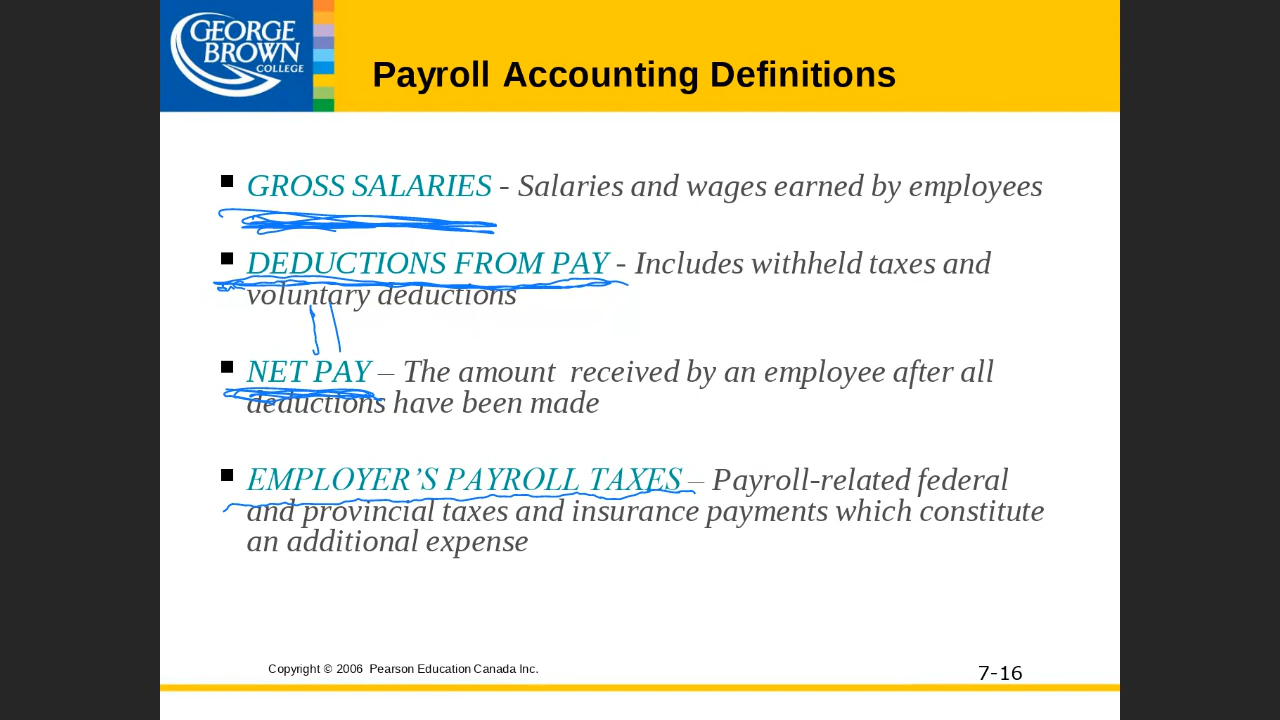 GEORGE
BROWN
COLLEGE
Payroll Accounting Definitions
GROSS SALARIES - Salaries and wages earned by employees
DEDUCTIONS FROM PAY - Includes withheld taxes and
voluntary deductions
NET PAY – The amount  received by an employee after all
deductions have been made
EMPLOYER’S PAYROLL TAXES – Payroll-related federal
and provincial taxes and insurance payments which constitute
an additional expense
Copyright © 2006  Pearson Education Canada Inc.
7-16